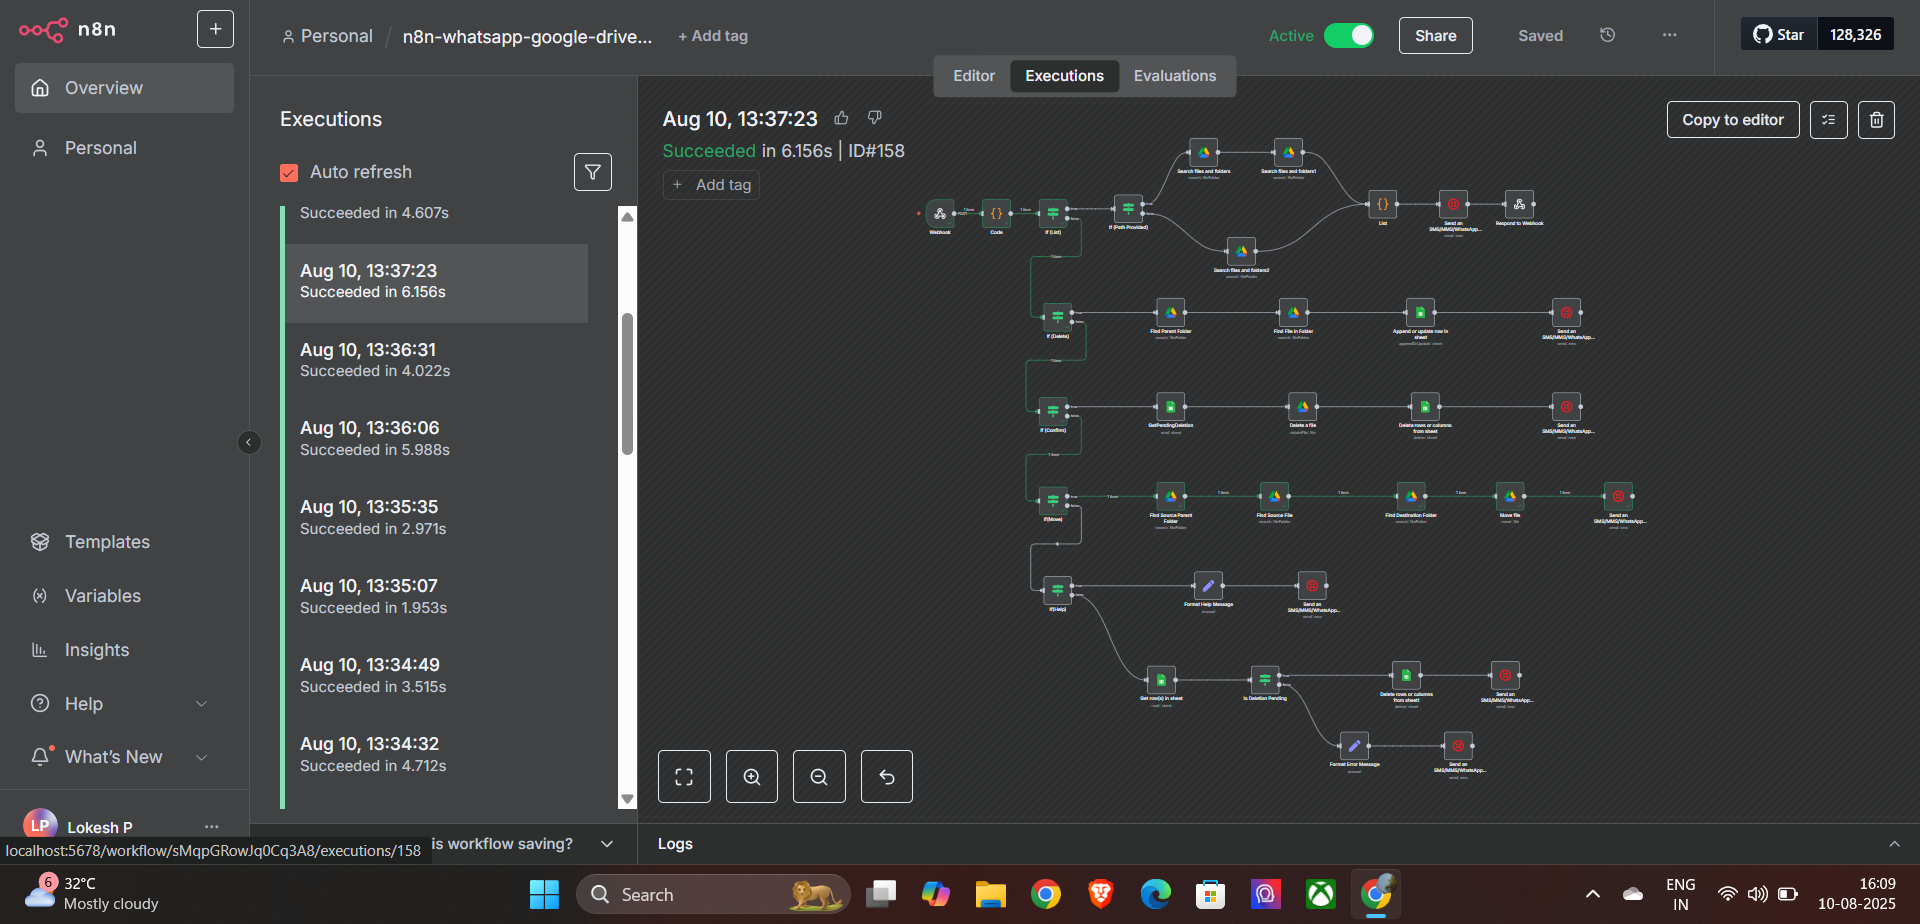 n8n
+
Personal / n8n-whatsapp-google-drive...
+ Add tag
Active
Share
Saved
...
Star 128,326
Editor
Executions
Evaluations
Overview
Personal
Templates
Variables
Insights
Help
What's New
LP Lokesh P
...
localhost:5678/workflow/sMqpGRowJq0Cq3A8/executions/158
Executions
Auto refresh
Succeeded in 4.607s
Aug 10, 13:37:23
Succeeded in 6.156s
Aug 10, 13:36:31
Succeeded in 4.022s
Aug 10, 13:36:06
Succeeded in 5.988s
Aug 10, 13:35:35
Succeeded in 2.971s
Aug 10, 13:35:07
Succeeded in 1.953s
Aug 10, 13:34:49
Succeeded in 3.515s
Aug 10, 13:34:32
Succeeded in 4.712s
is workflow saving?
Aug 10, 13:37:23
Succeeded in 6.156s | ID#158
+ Add tag
Copy to editor
Search files and folders
Search files and folders1
Webhook
Code
If (List)
If (Path Provided)
List
Send an
SMS/MMS/WhatsApp...
Respond to Webhook
Search files and folders2
If (Delete)
Find Parent Folder
Find File in Folder
Append or update row in
sheet
Send an
SMS/MMS/WhatsApp...
If (Confirm)
GetPendingDeletion
Delete a file
Delete rows or columns
from sheet
Send an
SMS/MMS/WhatsApp...
If(Move)
Find Source Parent
Folder
Find Source File
Find Destination Folder
Move file
Send an
SMS/MMS/WhatsApp...
If(Help)
Format Help Message
Send an
SMS/MMS/WhatsApp...
Get row(s) in sheet
Is Deletion Pending
Delete rows or columns
from sheet1
Send an
SMS/MMS/WhatsApp...
Format Error Message
Send an
SMS/MMS/WhatsApp...
Logs
6
32°C
Mostly cloudy
Search
ENG
IN
16:09
10-08-2025